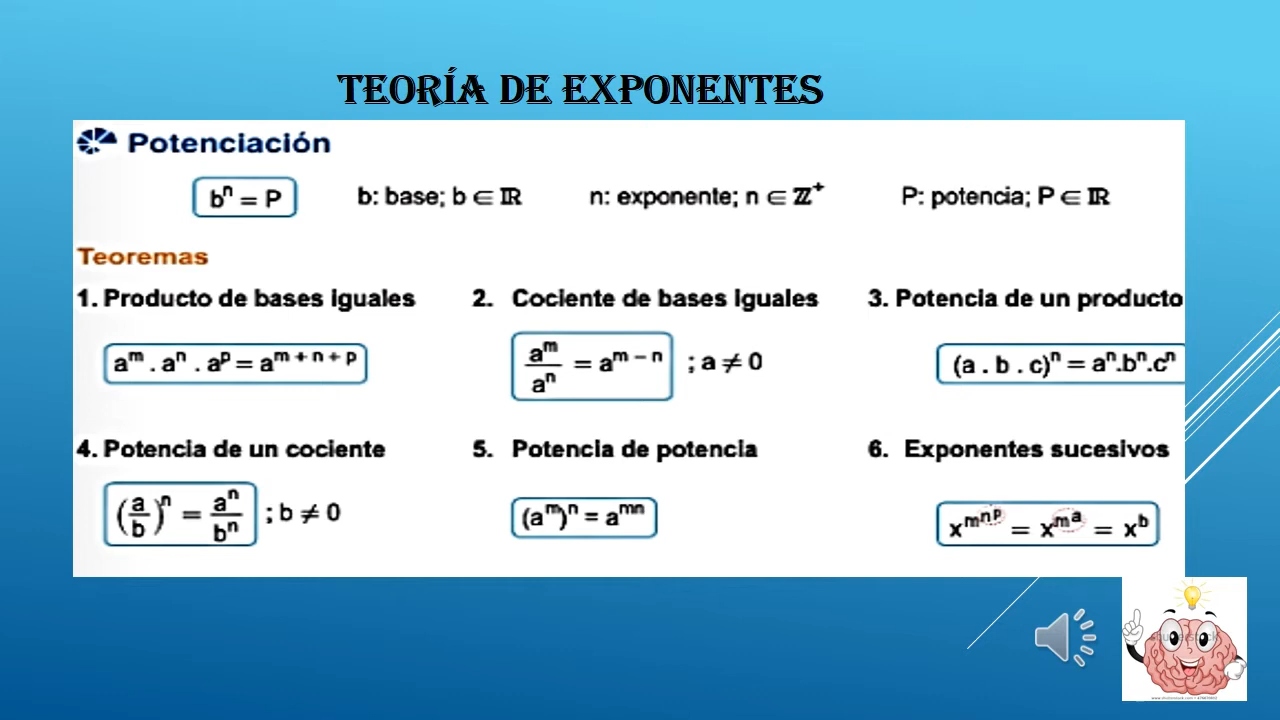 TEORÍA DE EXPONENTES
Potenciación
bⁿ = P b: base; b ∈ ℝ n: exponente; n ∈ ℤ⁺ P: potencia; P ∈ ℝ
Teoremas
1. Producto de bases iguales 2. Cociente de bases iguales 3. Potencia de un producto
aᵐ . aⁿ . aᵖ = aᵐ ⁺ ⁿ ⁺ ᵖ aᵐ/aⁿ = aᵐ ⁻ ⁿ ; a ≠ 0 (a . b . c)ⁿ = aⁿ.bⁿ.cⁿ
4. Potencia de un cociente 5. Potencia de potencia 6. Exponentes sucesivos
(a/b)ⁿ = aⁿ/bⁿ ; b ≠ 0 (aᵐ)ⁿ = aᵐⁿ x^m^n^p = x^m^a = x^b
shutterstock